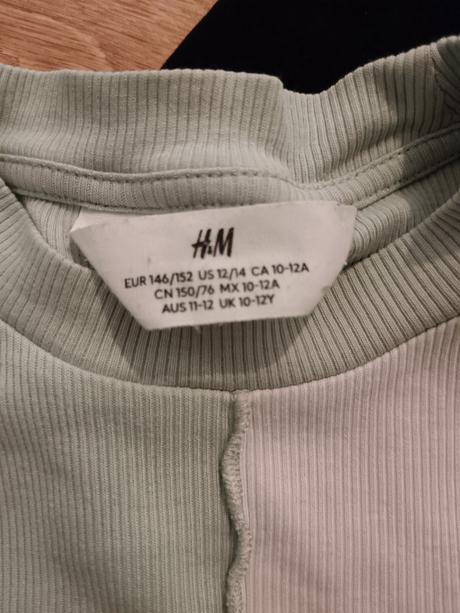 H&M
EUR 146/152 US 12/14 CA 10-12A
CN 150/76 MX 10-12A
AUS 11-12 UK 10-12Y